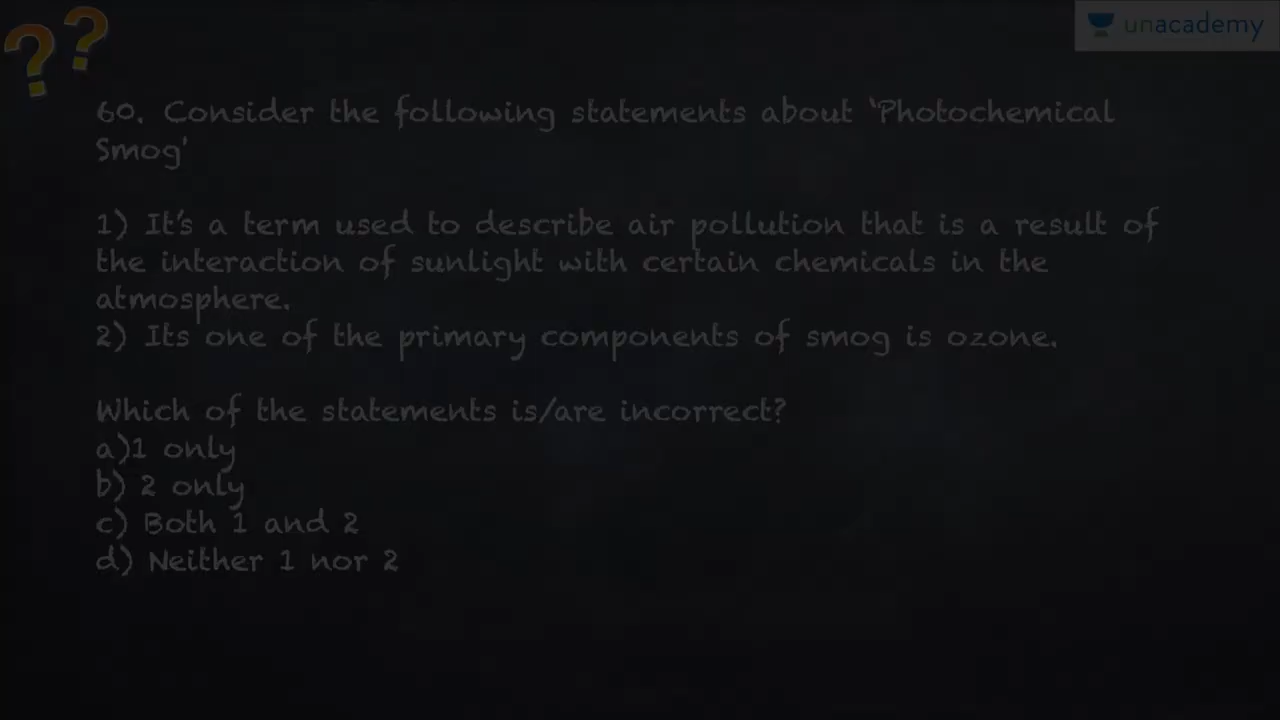 ??
unacademy
60. Consider the following statements about 'Photochemical
Smog'
1) It's a term used to describe air pollution that is a result of
the interaction of sunlight with certain chemicals in the
atmosphere.
2) Its one of the primary components of smog is ozone.
Which of the statements is/are incorrect?
a)1 only
b) 2 only
c) Both 1 and 2
d) Neither 1 nor 2